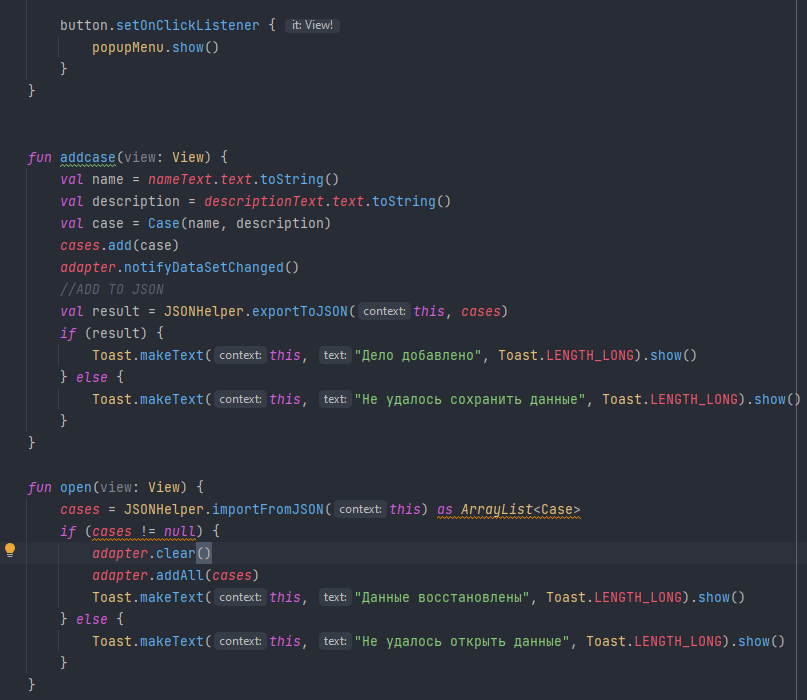 button.setOnClickListener { it: View!
popupMenu.show()
}
}
fun addcase(view: View) {
val name = nameText.text.toString()
val description = descriptionText.text.toString()
val case = Case(name, description)
cases.add(case)
adapter.notifyDataSetChanged()
//ADD TO JSON
val result = JSONHelper.exportToJSON( context: this, cases)
if (result) {
Toast.makeText( context: this, text: "Дело добавлено", Toast.LENGTH_LONG).show()
} else {
Toast.makeText( context: this, text: "Не удалось сохранить данные", Toast.LENGTH_LONG).show()
}
}
fun open(view: View) {
cases = JSONHelper.importFromJSON( context: this) as ArrayList<Case>
if (cases != null) {
adapter.clear()
adapter.addAll(cases)
Toast.makeText( context: this, text: "Данные восстановлены", Toast.LENGTH_LONG).show()
} else {
Toast.makeText( context: this, text: "Не удалось открыть данные", Toast.LENGTH_LONG).show()
}
}